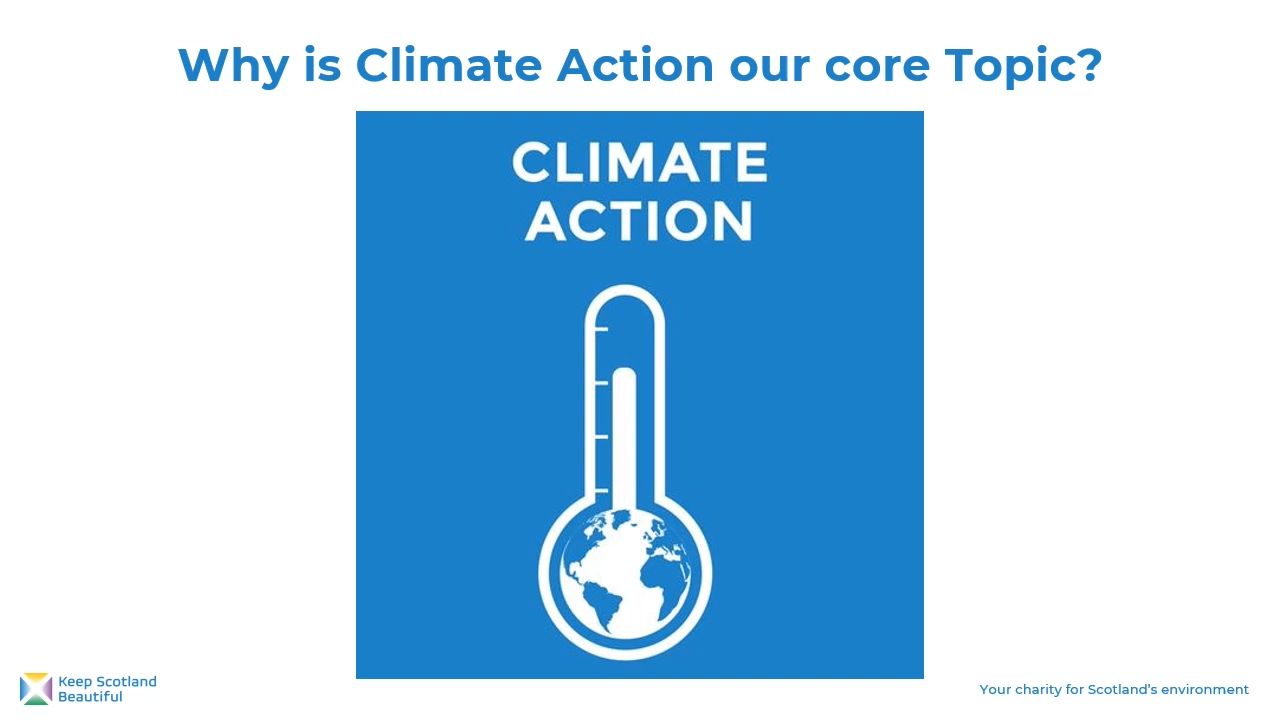 Why is Climate Action our core Topic?
CLIMATE
ACTION
Keep Scotland
Beautiful
Your charity for Scotland's environment